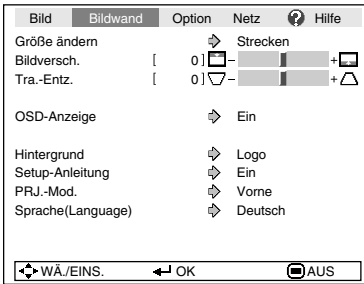 Bild Bildwand Option Netz ? Hilfe
Größe ändern Strecken
Bildversch. [ 0] - +
Tra.-Entz. [ 0] - +
OSD-Anzeige Ein
Hintergrund Logo
Setup-Anleitung Ein
PRJ.-Mod. Vorne
Sprache(Language) Deutsch
WÄ./EINS. OK AUS